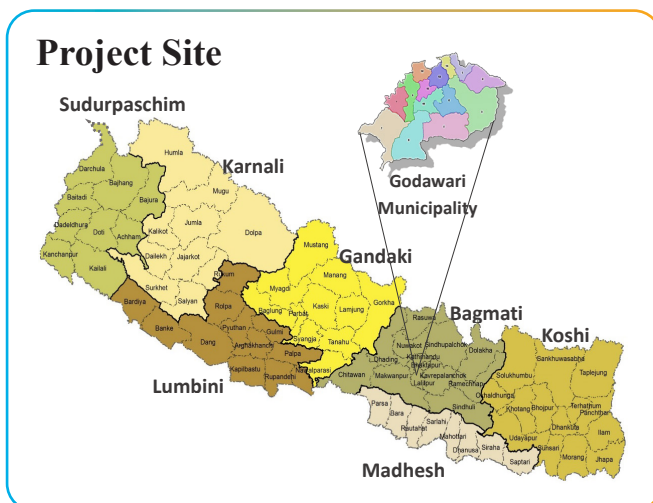 Project Site
Sudurpaschim
Karnali
Godawari
Municipality
Gandaki
Bagmati
Koshi
Lumbini
Madhesh
Darchula
Bajhang
Baitadi
Bajura
Dadeldhura
Doti
Achham
Kanchanpur
Kailali
Humla
Mugu
Dolpa
Jumla
Kalikot
Dailekh
Jajarkot
Surkhet
Salyan
Rukum
Rolpa
Bardiya
Banke
Dang
Pyuthan
Gulmi
Arghakhanchi
Palpa
Kapilbastu
Rupandehi
Nawalparasi
Mustang
Manang
Myagdi
Kaski
Lamjung
Gorkha
Baglung
Parbat
Syangja
Tanahu
Rasuwa
Nuwakot
Sindhupalchok
Dolakha
Dhading
Kathmandu
Bhaktapur
Kavrepalanchok
Lalitpur
Ramechhap
Chitawan
Makwanpur
Sindhuli
Parsa
Bara
Rautahat
Sarlahi
Mahottari
Dhanusa
Siraha
Saptari
Solukhumbu
Sankhuwasabha
Taplejung
Okhaldhunga
Khotang
Bhojpur
Terhathum
Panchthar
Dhankuta
Ilam
Udayapur
Sunsari
Morang
Jhapa